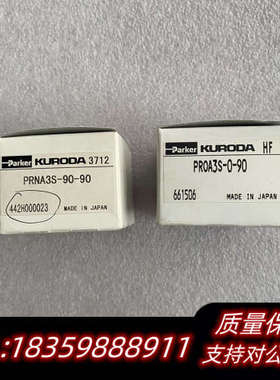 Parker KURODA 3712
PRNA3S-90-90
442H000023
MADE IN JAPAN
Parker KURODA HF
PROA3S-0-90
661506
MADE IN JAPAN
质量保
:18359888911
支持对公